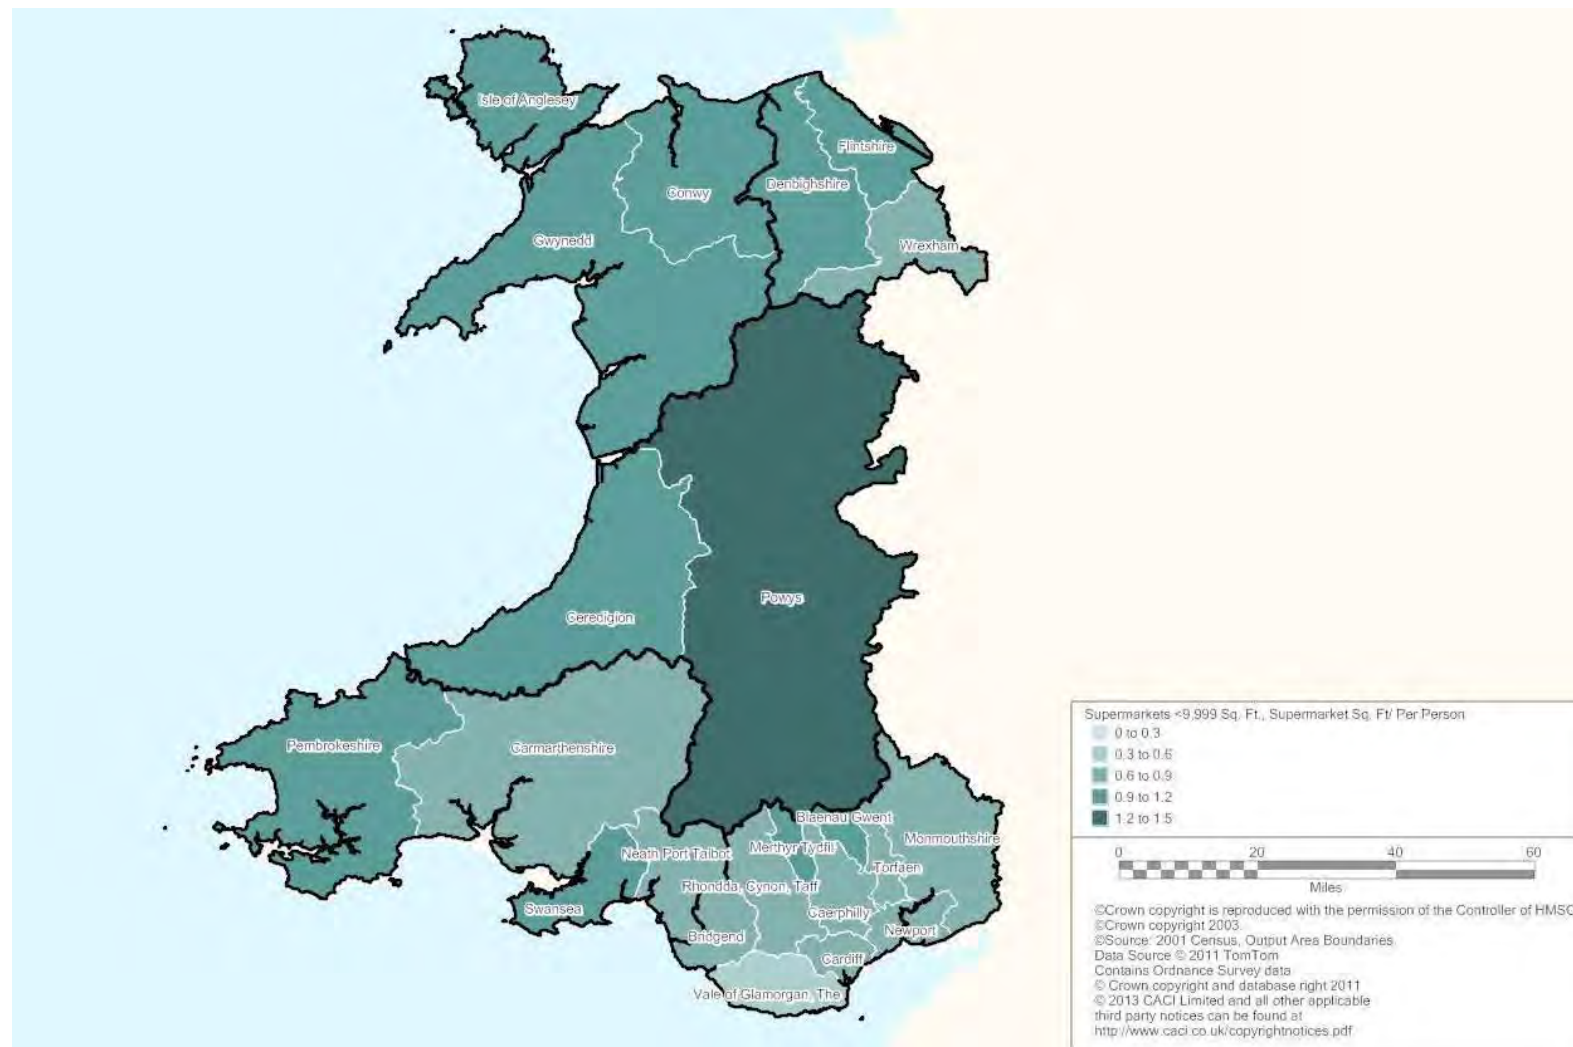 Isle of Anglesey
Flintshire
Denbighshire
Conwy
Gwynedd
Wrexham
Powys
Ceredigion
Pembrokeshire
Carmarthenshire
Blaenau Gwent
Monmouthshire
Neath Port Talbot
Merthyr Tydfil
Torfaen
Rhondda, Cynon, Taff
Swansea
Caerphilly
Newport
Bridgend
Cardiff
Vale of Glamorgan, The
Supermarkets <9,999 Sq. Ft., Supermarket Sq. Ft/ Per Person
0 to 0.3
0.3 to 0.6
0.6 to 0.9
0.9 to 1.2
1.2 to 1.5
0 20 40 60
Miles
©Crown copyright is reproduced with the permission of the Controller of HMSO
©Crown copyright 2003.
©Source: 2001 Census, Output Area Boundaries.
Data Source © 2011 TomTom
Contains Ordnance Survey data
© Crown copyright and database right 2011
© 2013 CACI Limited and all other applicable
third party notices can be found at
http://www.caci.co.uk/copyrightnotices.pdf